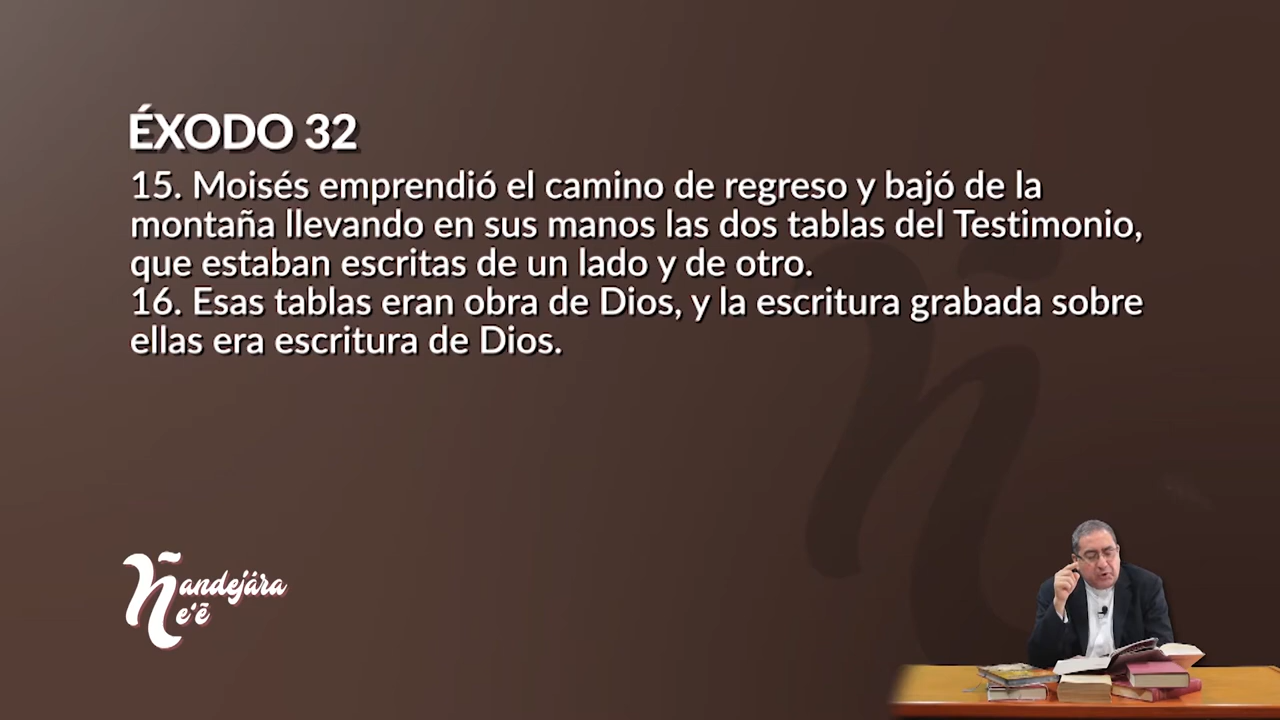 ÉXODO 32
15. Moisés emprendió el camino de regreso y bajó de la
montaña llevando en sus manos las dos tablas del Testimonio,
que estaban escritas de un lado y de otro.
16. Esas tablas eran obra de Dios, y la escritura grabada sobre
ellas era escritura de Dios.
Ñandejára
Ñe'ẽ